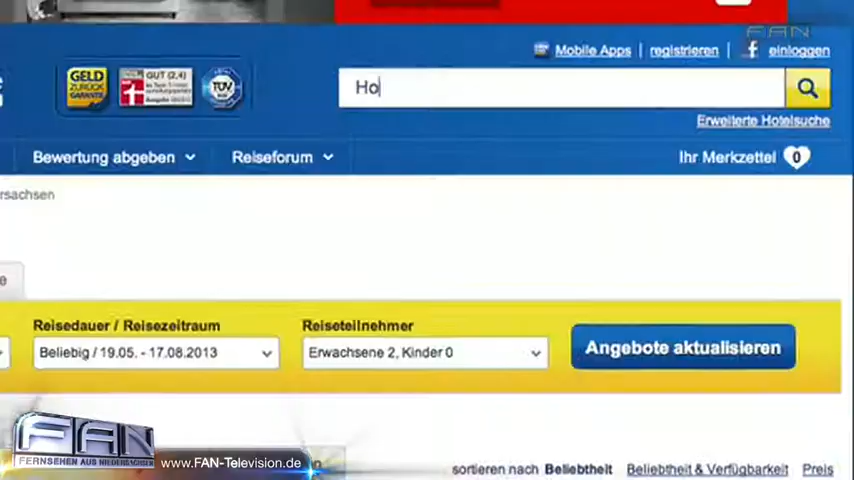 FAN
Mobile Apps | registrieren | f einloggen
GELD ZURÜCK GARANTIE
GUT (2,4)
TÜV
Ho
Erweiterte Hotelsuche
Bewertung abgeben
Reiseforum
Ihr Merkzettel 0
rsachsen
e
Reisedauer / Reisezeitraum
Reiseteilnehmer
Beliebig / 19.05. - 17.08.2013
Erwachsene 2, Kinder 0
Angebote aktualisieren
FAN
FERNSEHEN AUS NIEDERSACHSEN
www.FAN-Television.de
sortieren nach Beliebtheit Beliebtheit & Verfügbarkeit Preis